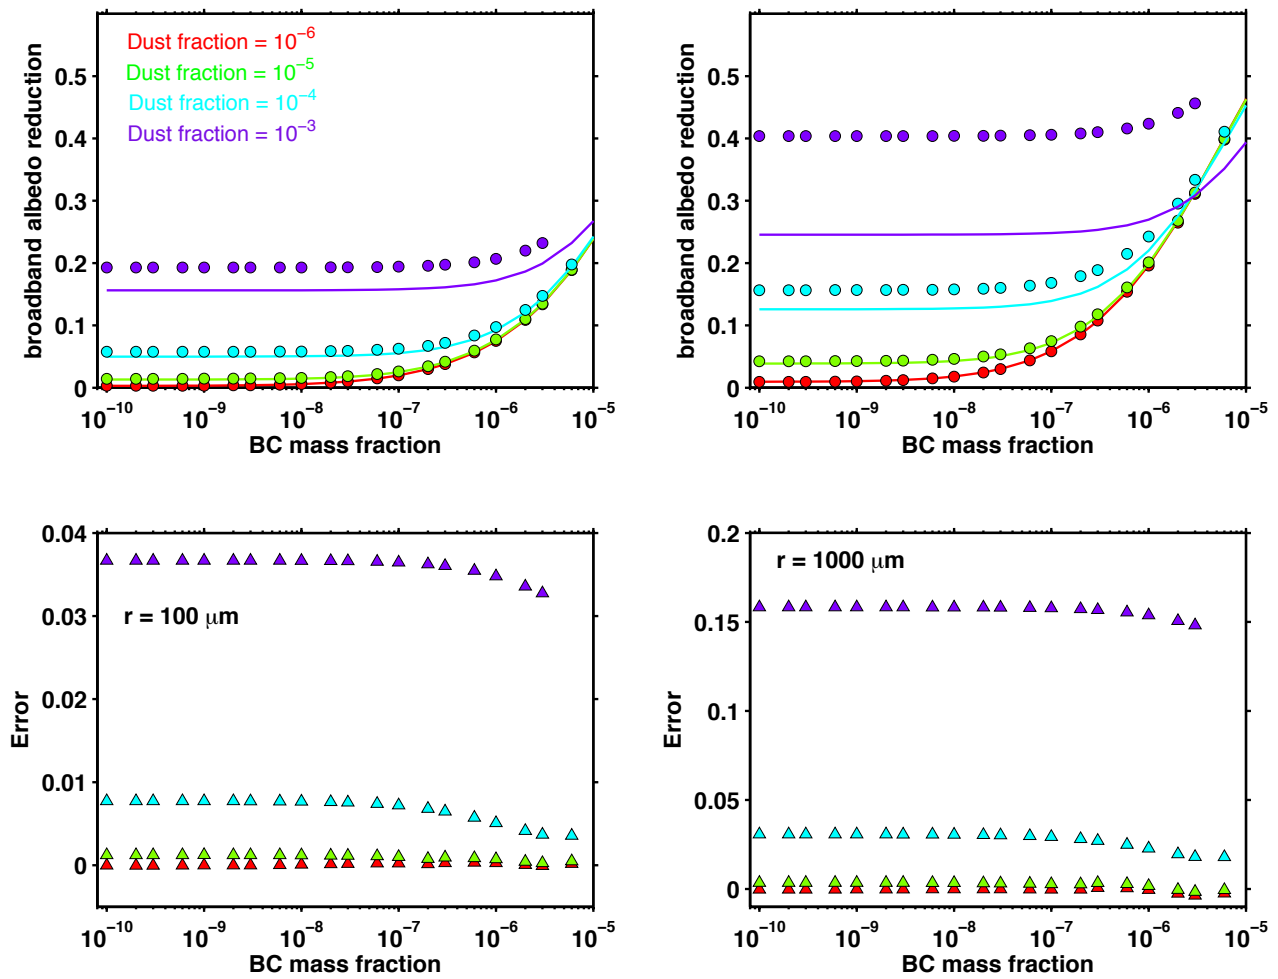 broadband albedo reduction
0.5
0.4
0.3
0.2
0.1
0
Dust fraction = 10−6
Dust fraction = 10−5
Dust fraction = 10−4
Dust fraction = 10−3
10−10 10−9 10−8 10−7 10−6 10−5
BC mass fraction
broadband albedo reduction
0.5
0.4
0.3
0.2
0.1
0
10−10 10−9 10−8 10−7 10−6 10−5
BC mass fraction
Error
0.04
0.03
0.02
0.01
0
r = 100 μm
10−10 10−9 10−8 10−7 10−6 10−5
BC mass fraction
Error
0.2
0.15
0.1
0.05
0
r = 1000 μm
10−10 10−9 10−8 10−7 10−6 10−5
BC mass fraction